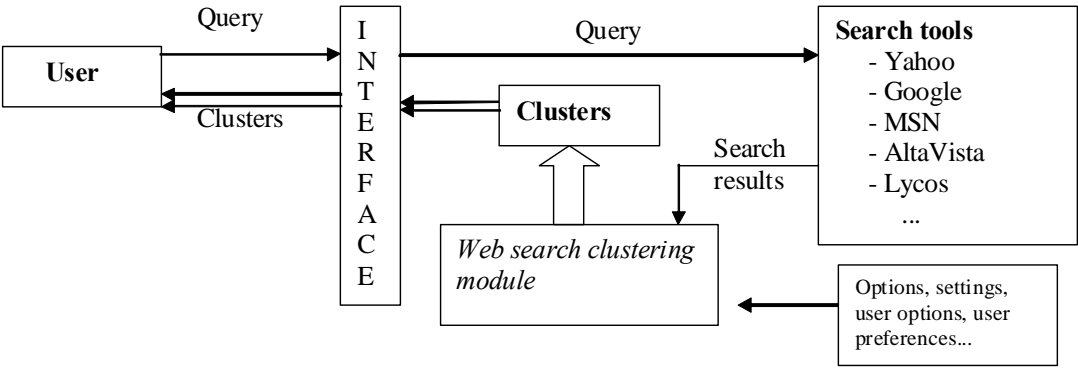 Query
User
Clusters
I
N
T
E
R
F
A
C
E
Query
Clusters
Search tools
- Yahoo
- Google
- MSN
- AltaVista
- Lycos
...
Search
results
Web search clustering
module
Options, settings,
user options, user
preferences...